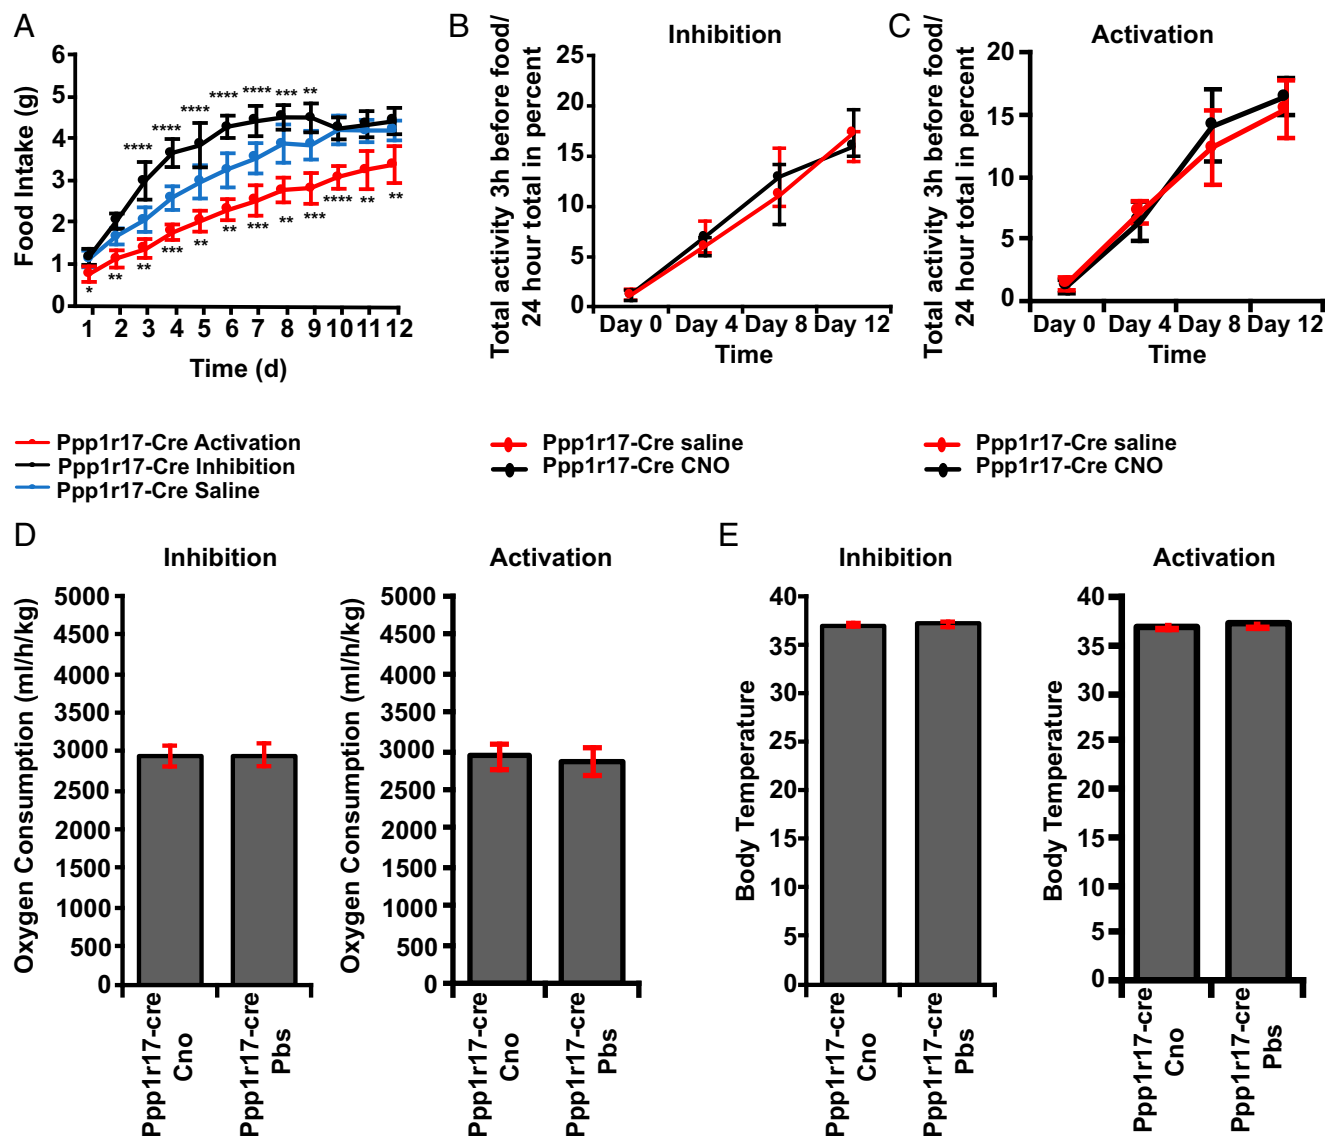 A
Food Intake (g)
6
5
4
3
2
1
0
**** **** **** **** **** *** **
* ** ** *** ** ** *** ** *** **** ** **
1 2 3 4 5 6 7 8 9 10 11 12
Time (d)
Ppp1r17-Cre Activation
Ppp1r17-Cre Inhibition
Ppp1r17-Cre Saline
B
Inhibition
Total activity 3h before food/
24 hour total in percent
25
20
15
10
5
0
Day 0 Day 4 Day 8 Day 12
Time
Ppp1r17-Cre saline
Ppp1r17-Cre CNO
C
Activation
Total activity 3h before food/
24 hour total in percent
20
15
10
5
0
Day 0 Day 4 Day 8 Day 12
Time
Ppp1r17-Cre saline
Ppp1r17-Cre CNO
D
Inhibition
Oxygen Consumption (ml/h/kg)
5000
4500
4000
3500
3000
2500
2000
1500
1000
500
0
Ppp1r17-cre
Cno
Ppp1r17-cre
Pbs
Activation
Oxygen Consumption (ml/h/kg)
5000
4500
4000
3500
3000
2500
2000
1500
1000
500
0
Ppp1r17-cre
Cno
Ppp1r17-cre
Pbs
E
Inhibition
Body Temperature
40
35
30
25
20
15
10
5
0
Ppp1r17-cre
Cno
Ppp1r17-cre
Pbs
Activation
Body Temperature
40
35
30
25
20
15
10
5
0
Ppp1r17-cre
Cno
Ppp1r17-cre
Pbs